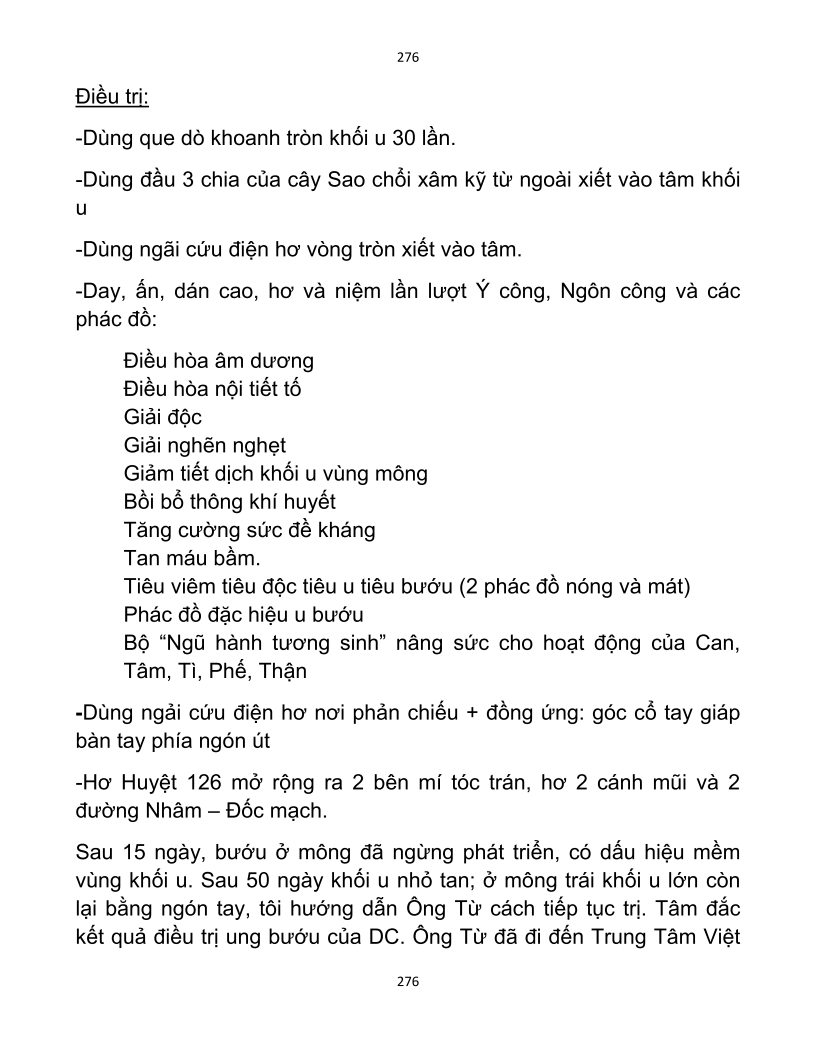 276
Điều trị:
-Dùng que dò khoanh tròn khối u 30 lần.
-Dùng đầu 3 chia của cây Sao chổi xâm kỹ từ ngoài xiết vào tâm khối
u
-Dùng ngãi cứu điện hơ vòng tròn xiết vào tâm.
-Day, ấn, dán cao, hơ và niệm lần lượt Ý công, Ngôn công và các
phác đồ:
Điều hòa âm dương
Điều hòa nội tiết tố
Giải độc
Giải nghẽn nghẹt
Giảm tiết dịch khối u vùng mông
Bồi bổ thông khí huyết
Tăng cường sức đề kháng
Tan máu bầm.
Tiêu viêm tiêu độc tiêu u tiêu bướu (2 phác đồ nóng và mát)
Phác đồ đặc hiệu u bướu
Bộ “Ngũ hành tương sinh” nâng sức cho hoạt động của Can,
Tâm, Tì, Phế, Thận
-Dùng ngải cứu điện hơ nơi phản chiếu + đồng ứng: góc cổ tay giáp
bàn tay phía ngón út
-Hơ Huyệt 126 mở rộng ra 2 bên mí tóc trán, hơ 2 cánh mũi và 2
đường Nhâm – Đốc mạch.
Sau 15 ngày, bướu ở mông đã ngừng phát triển, có dấu hiệu mềm
vùng khối u. Sau 50 ngày khối u nhỏ tan; ở mông trái khối u lớn còn
lại bằng ngón tay, tôi hướng dẫn Ông Từ cách tiếp tục trị. Tâm đắc
kết quả điều trị ung bướu của DC. Ông Từ đã đi đến Trung Tâm Việt
276